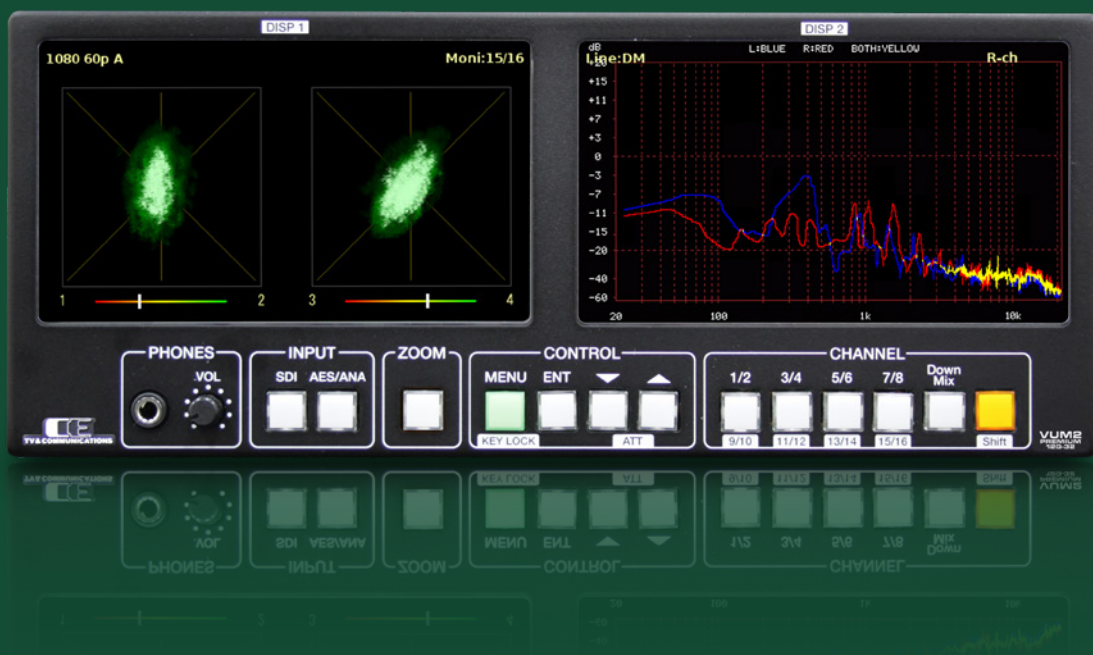 DISP 1
DISP 2
1080 60p A
Moni:15/16
1
2
3
4
dB
L:BLUE R:RED BOTH:YELLOW
Line:DM
R-ch
+20
+15
+11
+7
+3
0
-3
-7
-11
-15
-20
-40
-60
20
100
1k
10k
PHONES
VOL
INPUT
SDI AES/ANA
ZOOM
CONTROL
MENU ENT
KEY LOCK
ATT
CHANNEL
1/2 3/4 5/6 7/8 Down Mix
9/10 11/12 13/14 15/16 Shift
TV & COMMUNICATIONS
VUM2
PREMIUM